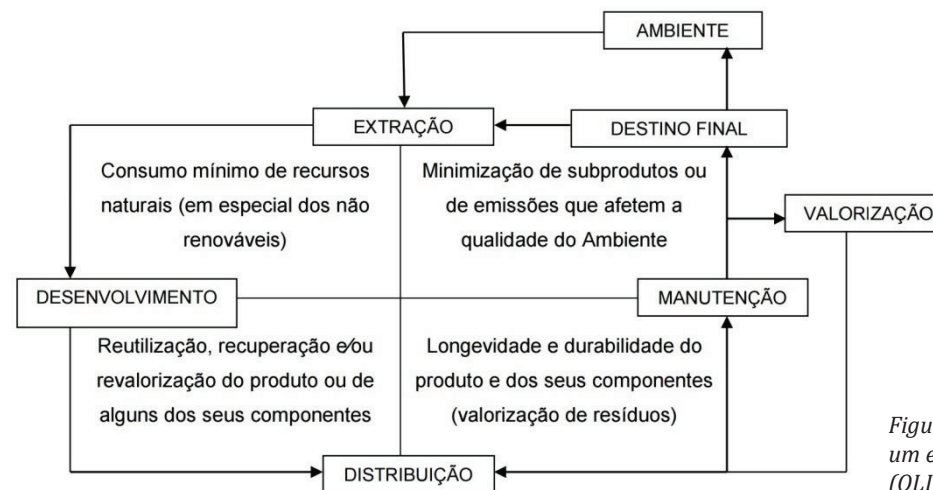 AMBIENTE
EXTRAÇÃO
DESTINO FINAL
Consumo mínimo de recursos
naturais (em especial dos não
renováveis)
Minimização de subprodutos ou
de emissões que afetem a
qualidade do Ambiente
VALORIZAÇÃO
DESENVOLVIMENTO
MANUTENÇÃO
Reutilização, recuperação e/ou
revalorização do produto ou de
alguns dos seus componentes
Longevidade e durabilidade do
produto e dos seus componentes
(valorização de resíduos)
DISTRIBUIÇÃO
um